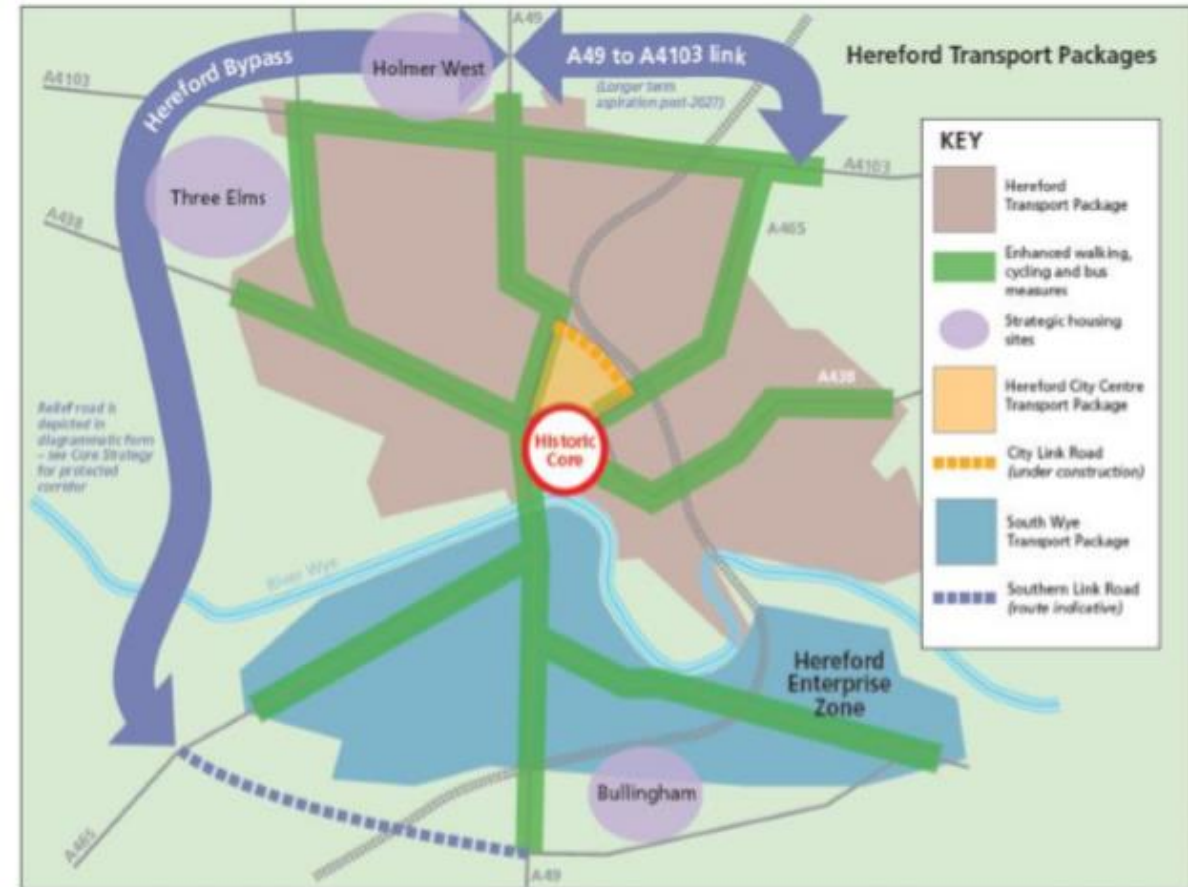 A49
A49 to A4103 link
(Longer term
aspiration post-2027)
Hereford Transport Packages
Hereford Bypass
Holmer West
A4103
Three Elms
A438
A4103
A465
A438
Relief road is
depicted in
diagrammatic form
– see Core Strategy
for protected
corridor
Historic
Core
River Wye
Hereford
Enterprise
Zone
Bullingham
A465
A49
KEY
Hereford
Transport Package
Enhanced walking,
cycling and bus
measures
Strategic housing
sites
Hereford City Centre
Transport Package
City Link Road
(under construction)
South Wye
Transport Package
Southern Link Road
(route indicative)